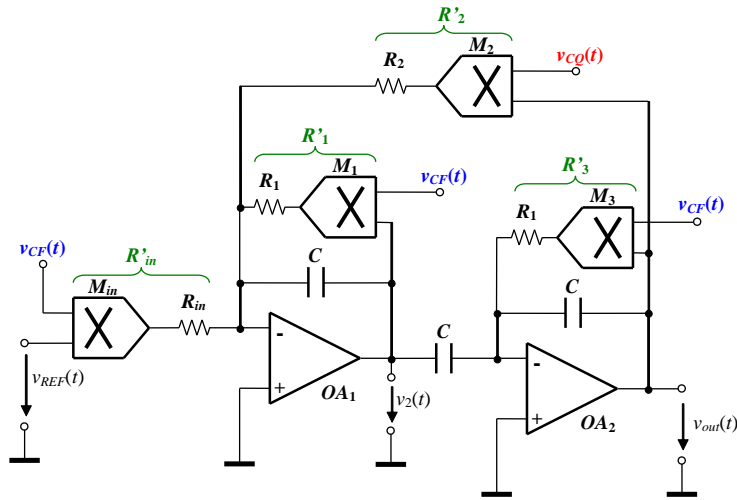 R'2
M2
R2
vCQ(t)
R'1
M1
R1
vCF(t)
R'3
M3
R1
vCF(t)
vCF(t)
R'in
Min
Rin
C
C
C
-
+
OA1
-
+
OA2
vREF(t)
v2(t)
vout(t)